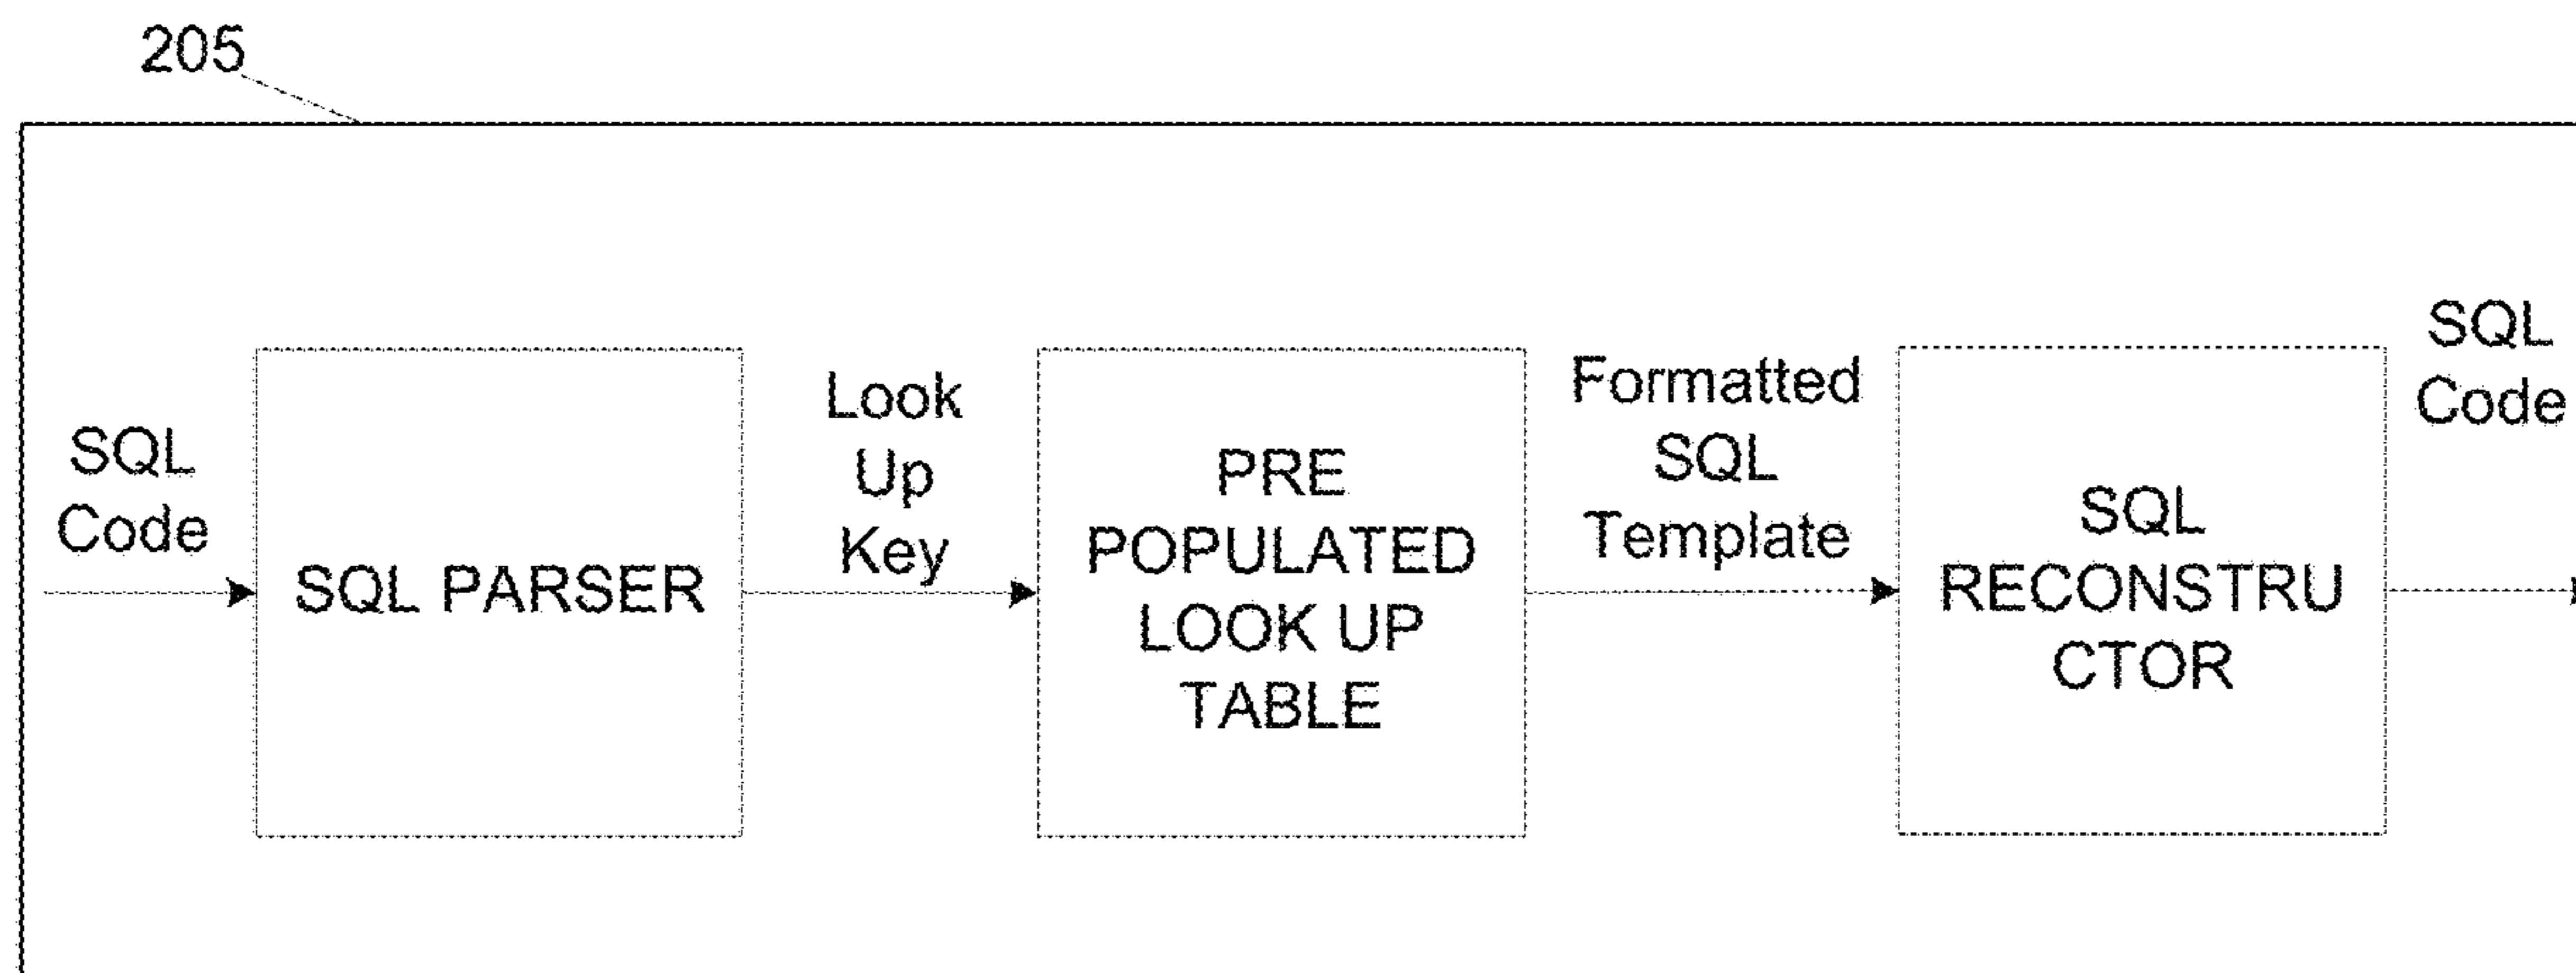 205
SQL
Code
SQL PARSER
Look
Up
Key
PRE
POPULATED
LOOK UP
TABLE
Formatted
SQL
Template
SQL
RECONSTRU
CTOR
SQL
Code